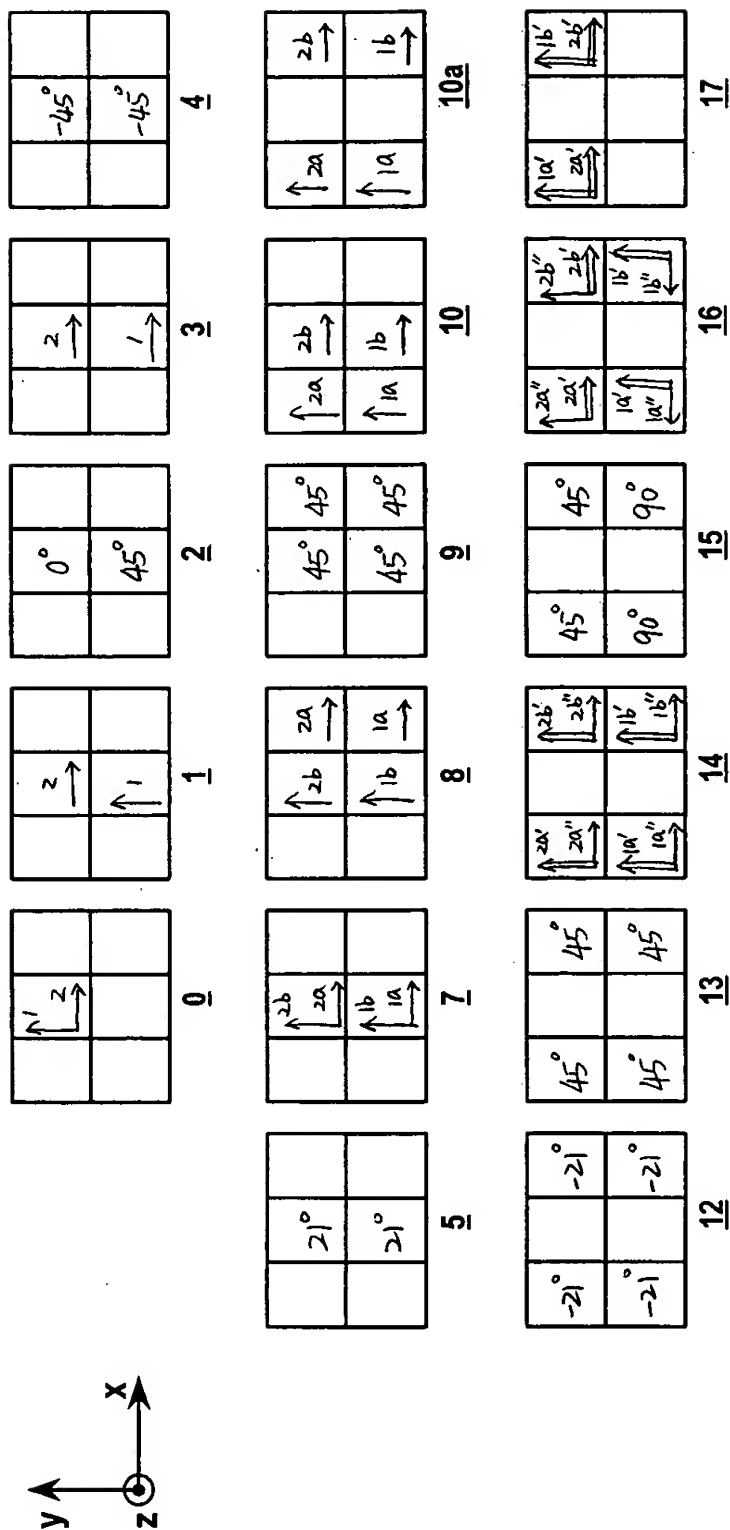 y
x
z
1
2
0
2
1
1
0°
45°
2
2
1
3
-45°
-45°
4
21°
21°
5
2b
2a
1b
1a
7
2b 2a
1b 1a
8
45° 45°
45° 45°
9
2a 2b
1a 1b
10
2a 2b
1a 1b
10a
-21° -21°
-21° -21°
12
45° 45°
45° 45°
13
2a' 2b'
2a" 2b"
1a' 1b'
1a" 1b"
14
45° 45°
90° 90°
15
2a" 2b"
2a' 2b'
1a' 1b'
1a" 1b"
16
1a' 1b'
2a' 2b'
17